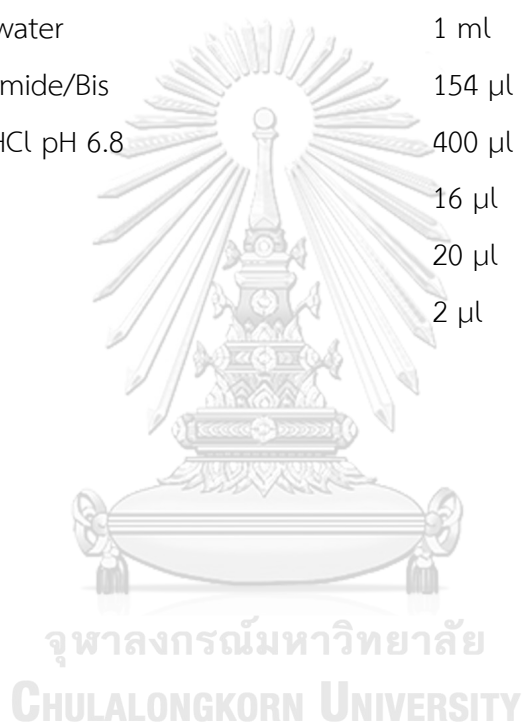 water 1 ml
mide/Bis 154 µl
HCl pH 6.8 400 µl
16 µl
20 µl
2 µl
จุฬาลงกรณ์มหาวิทยาลัย
CHULALONGKORN UNIVERSITY